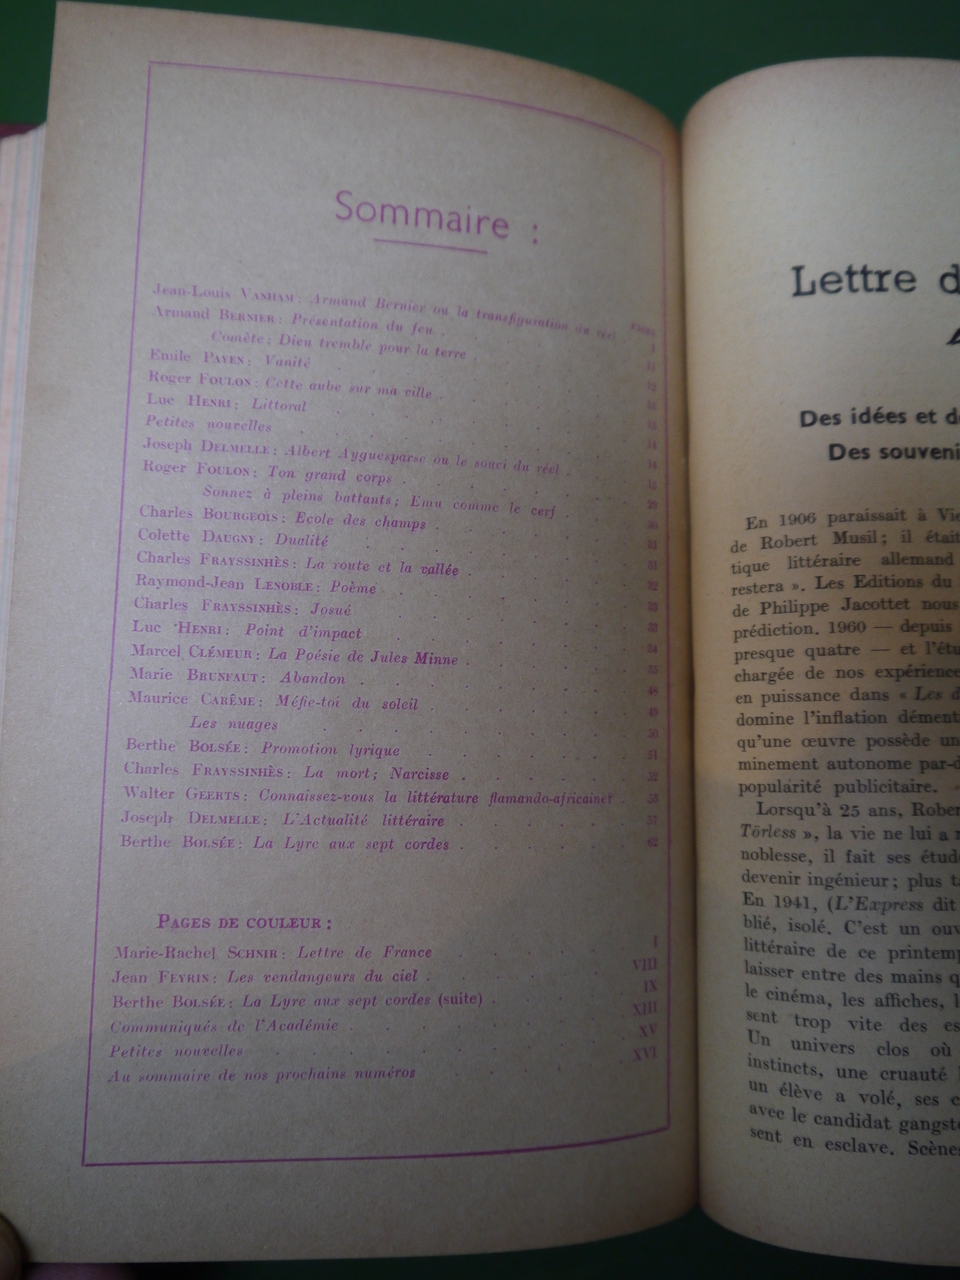 Sommaire :
Jean-Louis VANHAM : Armand Bernier ou la transfiguration du réel
Armand BERNIER : Présentation du feu .
Comète ; Dieu tremble pour la terre .
Emile PAYEN : Vanité
Roger FOULON : Cette aube sur ma ville .
Luc HENRI : Littoral
Petites nouvelles
Joseph DELMELLE : Albert Ayguesparse ou le souci du réel .
Roger FOULON : Ton grand corps .
Sonnez à pleins battants ; Emu comme le cerf .
Charles BOURGEOIS : Ecole des champs .
Colette DAUGNY : Dualité
Charles FRAYSSINHÈS : La route et la vallée .
Raymond-Jean LENOBLE : Poème
Charles FRAYSSINHÈS : Josué
Luc HENRI : Point d'impact
Marcel CLÉMEUR : La Poésie de Jules Minne .
Marie BRUNFAUT : Abandon .
Maurice CARÊME : Méfie-toi du soleil .
Les nuages
Berthe BOLSÉE : Promotion lyrique
Charles FRAYSSINHÈS : La mort ; Narcisse .
Walter GEERTS : Connaissez-vous la littérature flamando-africaine? .
Joseph DELMELLE : L'Actualité littéraire . 57
Berthe BOLSÉE : La Lyre aux sept cordes . 62
PAGES DE COULEUR :
Marie-Rachel SCHNIR : Lettre de France I
Jean FEYRIN : Les vendangeurs du ciel . VIII
Berthe BOLSÉE : La Lyre aux sept cordes (suite) . IX
Communiqués de l'Académie . XIII
Petites nouvelles XV
Au sommaire de nos prochains numéros XVI
Lettre d
Des idées et d
Des souveni
En 1906 paraissait à Vie
de Robert Musil ; il étai
tique littéraire allemand
restera ». Les Editions du
de Philippe Jacottet nous
prédiction. 1960 — depuis
presque quatre — et l'étu
chargée de nos expérience
en puissance dans « Les d
domine l'inflation dément
qu'une œuvre possède un
minement autonome par-d
popularité publicitaire.
Lorsqu'à 25 ans, Rober
Törless », la vie ne lui a
noblesse, il fait ses étud
devenir ingénieur ; plus t
En 1941, (L'Express dit
blié, isolé. C'est un ouv
littéraire de ce printemp
laisser entre des mains q
le cinéma, les affiches, l
sent trop vite des es
Un univers clos où
instincts, une cruauté
un élève a volé, ses c
avec le candidat gangste
sent en esclave. Scène